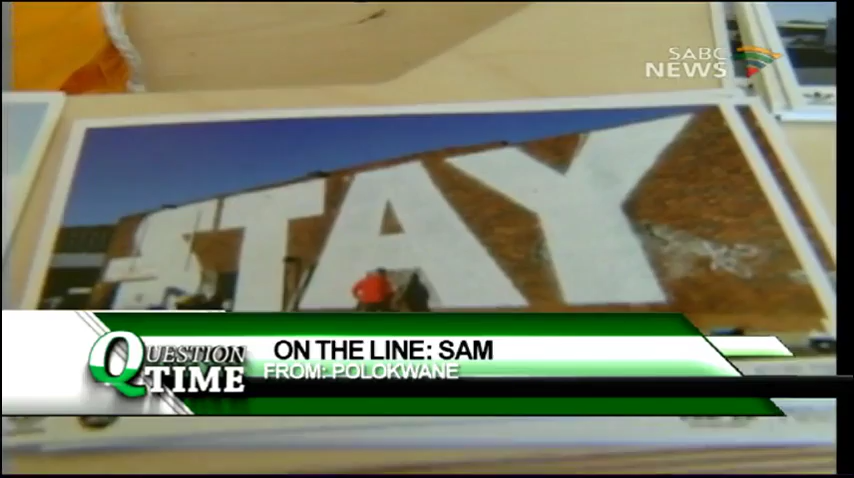 SABC
NEWS
STAY
QUESTION
TIME
ON THE LINE: SAM
FROM: POLOKWANE